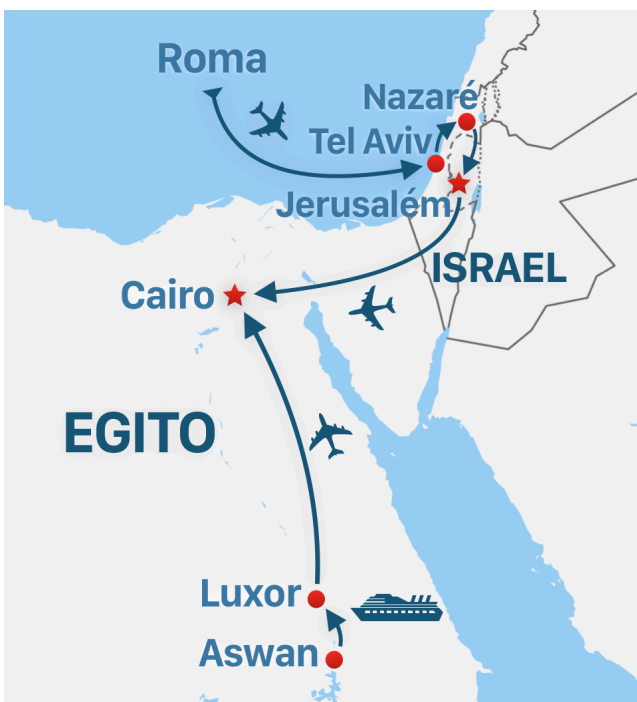 Roma
Nazaré
Tel Aviv
Jerusalém
ISRAEL
Cairo
EGITO
Luxor
Aswan